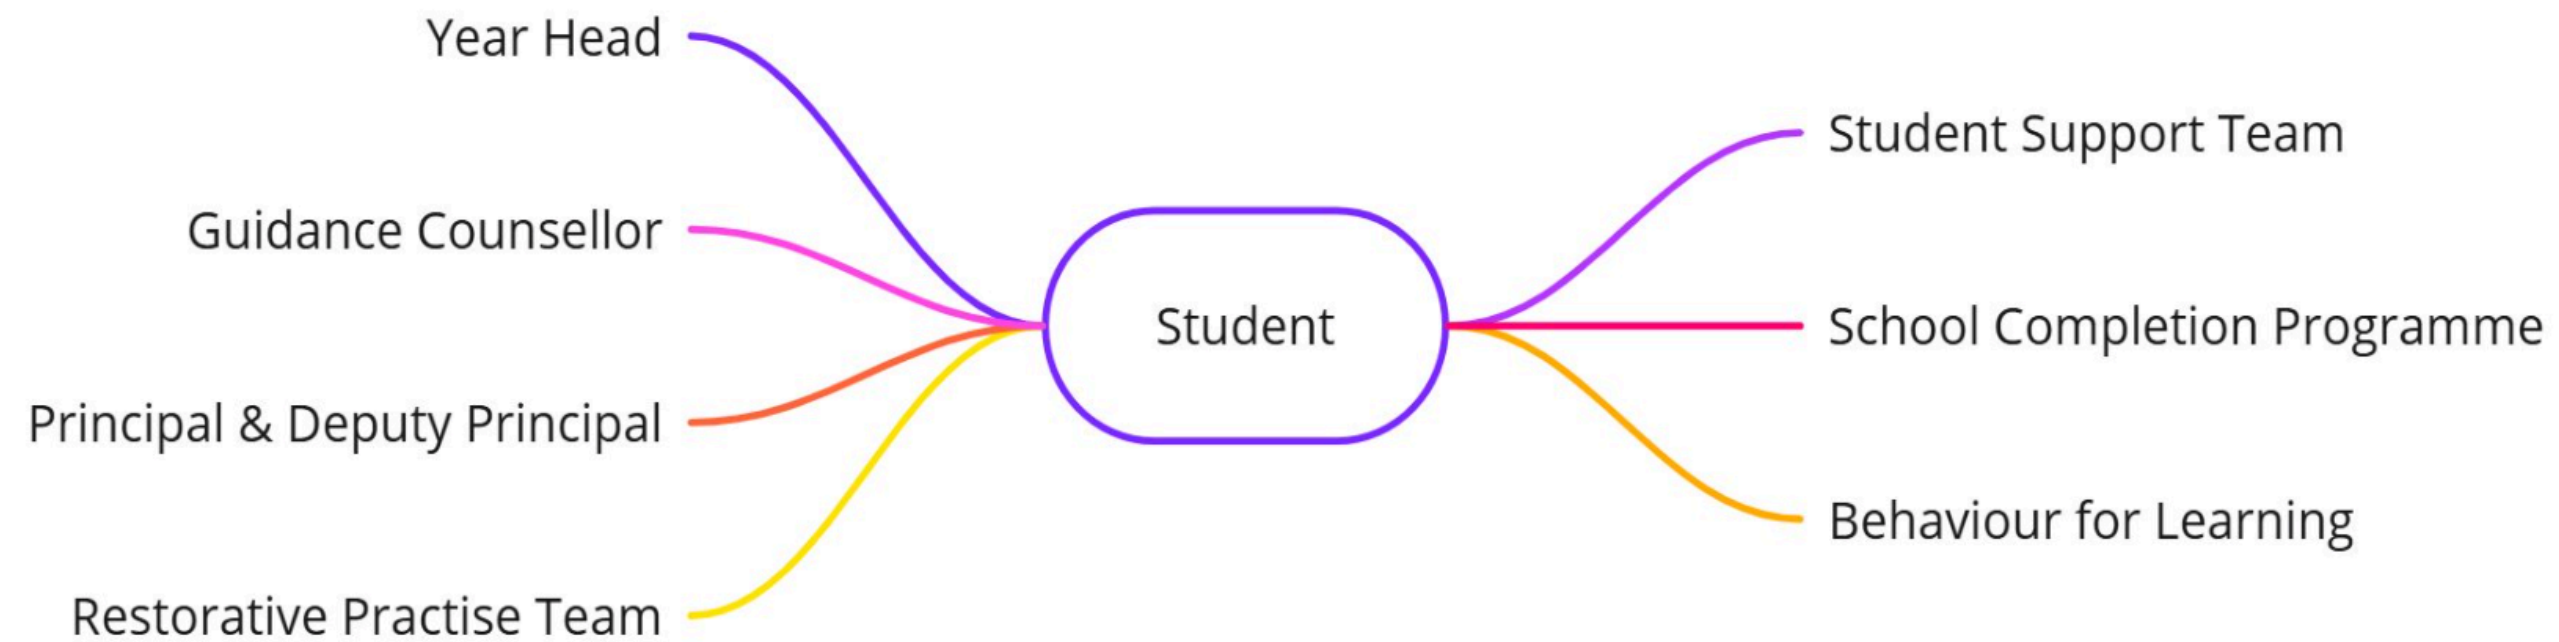 Year Head
Guidance Counsellor
Principal & Deputy Principal
Restorative Practise Team
Student
Student Support Team
School Completion Programme
Behaviour for Learning